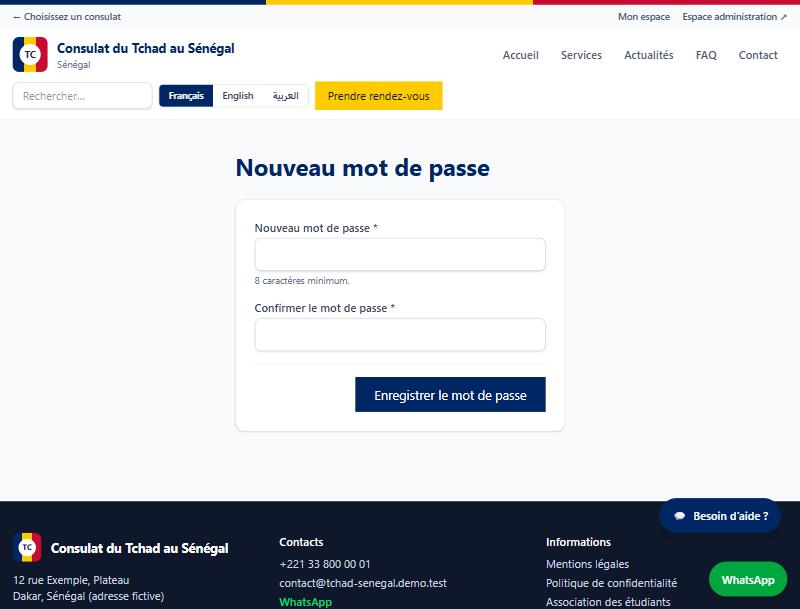 ← Choisissez un consulat
Mon espace
Espace administration ↗
TC
Consulat du Tchad au Sénégal
Sénégal
Accueil
Services
Actualités
FAQ
Contact
Rechercher...
Français
English
العربية
Prendre rendez-vous
Nouveau mot de passe
Nouveau mot de passe *
8 caractères minimum.
Confirmer le mot de passe *
Enregistrer le mot de passe
Besoin d'aide ?
TC
Consulat du Tchad au Sénégal
12 rue Exemple, Plateau
Dakar, Sénégal (adresse fictive)
Contacts
+221 33 800 00 01
contact@tchad-senegal.demo.test
WhatsApp
Informations
Mentions légales
Politique de confidentialité
Association des étudiants
WhatsApp